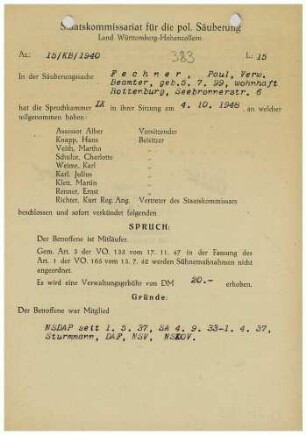 Staatskommissariat für die pol. Säuberung
Land Württemberg-Hohenzollern
Az.: 15/KB/1940
383
L: 15
In der Säuberungssache Fechner, Paul, Verw.
Beamter, geb.5. 7. 99, wohnhaft
Rottenburg, Seebronnerstr. 6
hat die Spruchkammer IX in ihrer Sitzung am 4. 10. 1948, an welcher
teilgenommen haben:
Assessor Alber Vorsitzender
Knapp, Hans Beisitzer
Veith, Martha "
Schulze, Charlotte "
Weisse, Karl "
Karl, Julius "
Klett, Martin "
Renner, Ernst "
Richter, Kurt Reg. Ang. Vertreter des Staatskommissars
beschlossen und sofort verkündet folgenden
SPRUCH:
Der Betroffene ist Mitläufer.
Gem. Art. 3 der VO. 133 vom 17. 11. 47 in der Fassung des
Art. 1 der VO. 165 vom 13. 7. 48 werden Sühnemaßnahmen nicht
angeordnet.
Es wird eine Verwaltungsgebühr von DM 20.- erhoben.
Gründe:
Der Betroffene war Mitglied
NSDAP seit 1. 5. 37, SA 4. 9. 33-1. 4. 37,
Sturmmann, DAF, NSV, NSKOV.